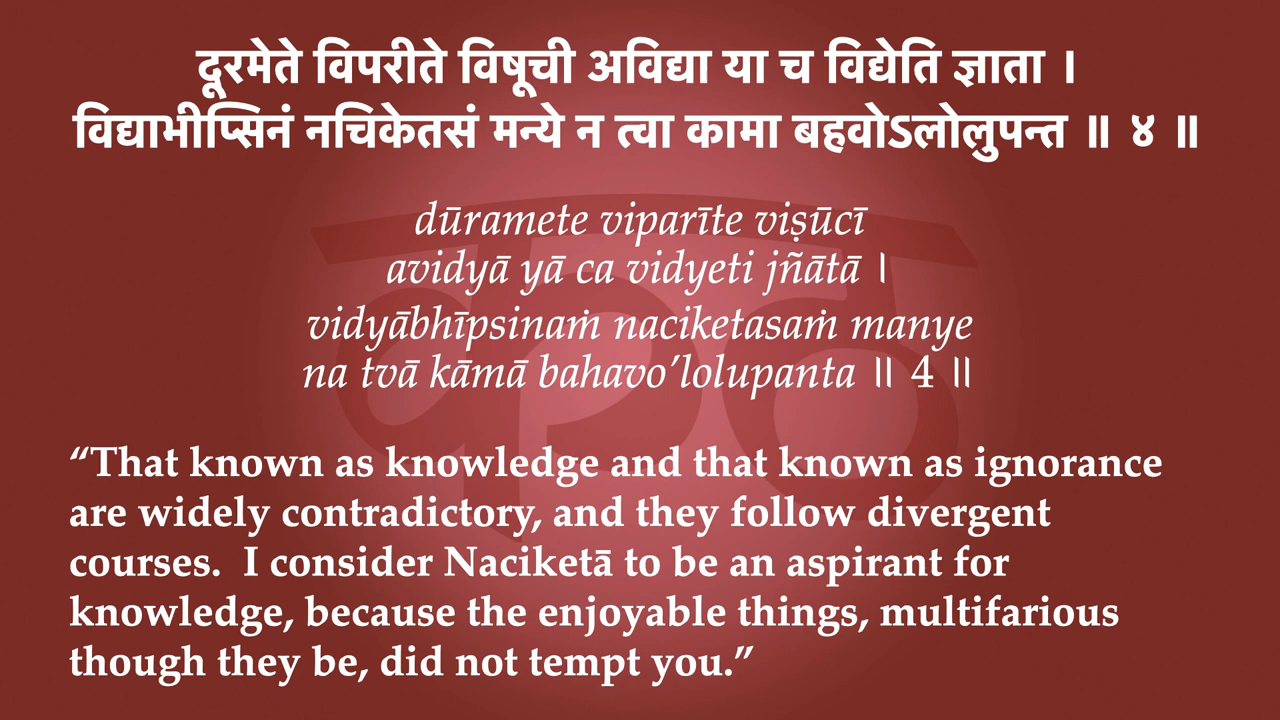 दूरमेते विपरीते विषूची अविद्या या च विद्येति ज्ञाता ।
विद्याभीप्सिनं नचिकेतसं मन्ये न त्वा कामा बहवोऽलोलुपन्त ॥ ४ ॥
dūramete viparīte viṣūcī
avidyā yā ca vidyeti jñātā ।
vidyābhīpsinaṁ naciketasaṁ manye
na tvā kāmā bahavo’lolupanta ॥ 4 ॥
“That known as knowledge and that known as ignorance
are widely contradictory, and they follow divergent
courses.  I consider Naciketā to be an aspirant for
knowledge, because the enjoyable things, multifarious
though they be, did not tempt you.”
कठ